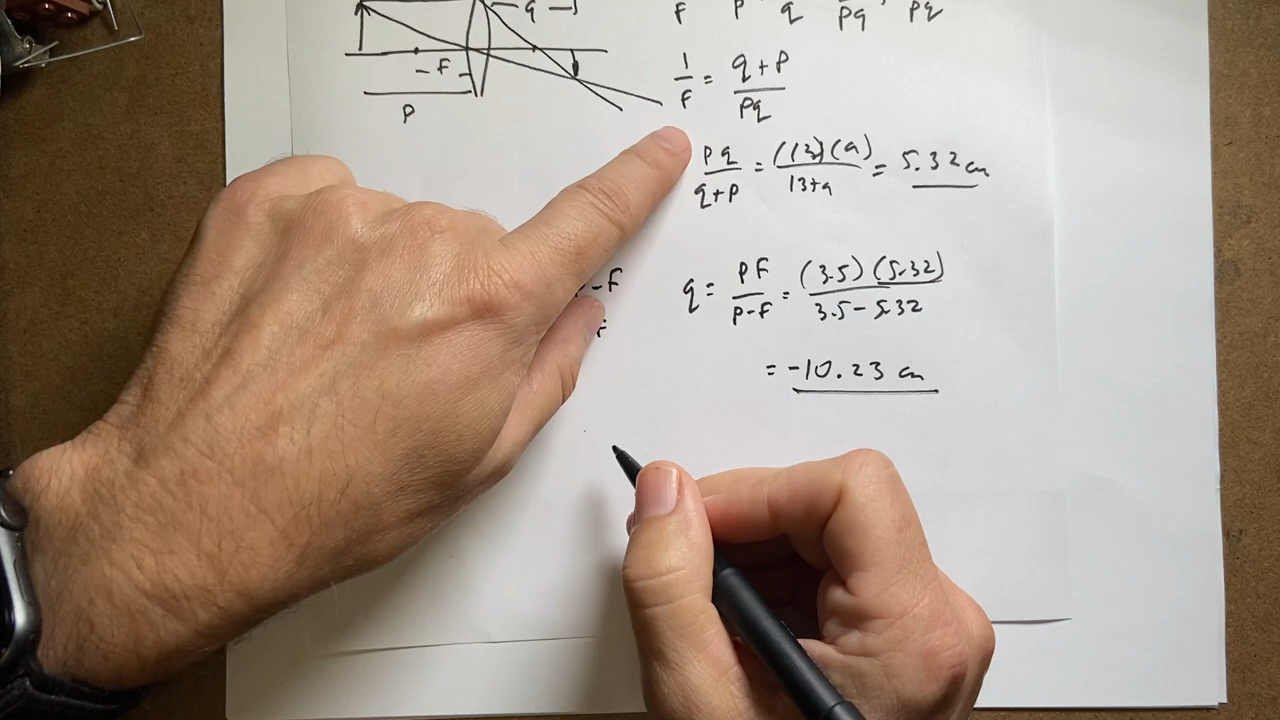 - q -
- F -
P
F P q Pq Pq
1/F = q+P/Pq
Pq/q+P = (13)(9)/13+9 = 5.32 cm
P-F
F
q = PF/P-F = (3.5)(5.32)/3.5-5.32
= -10.23 cm